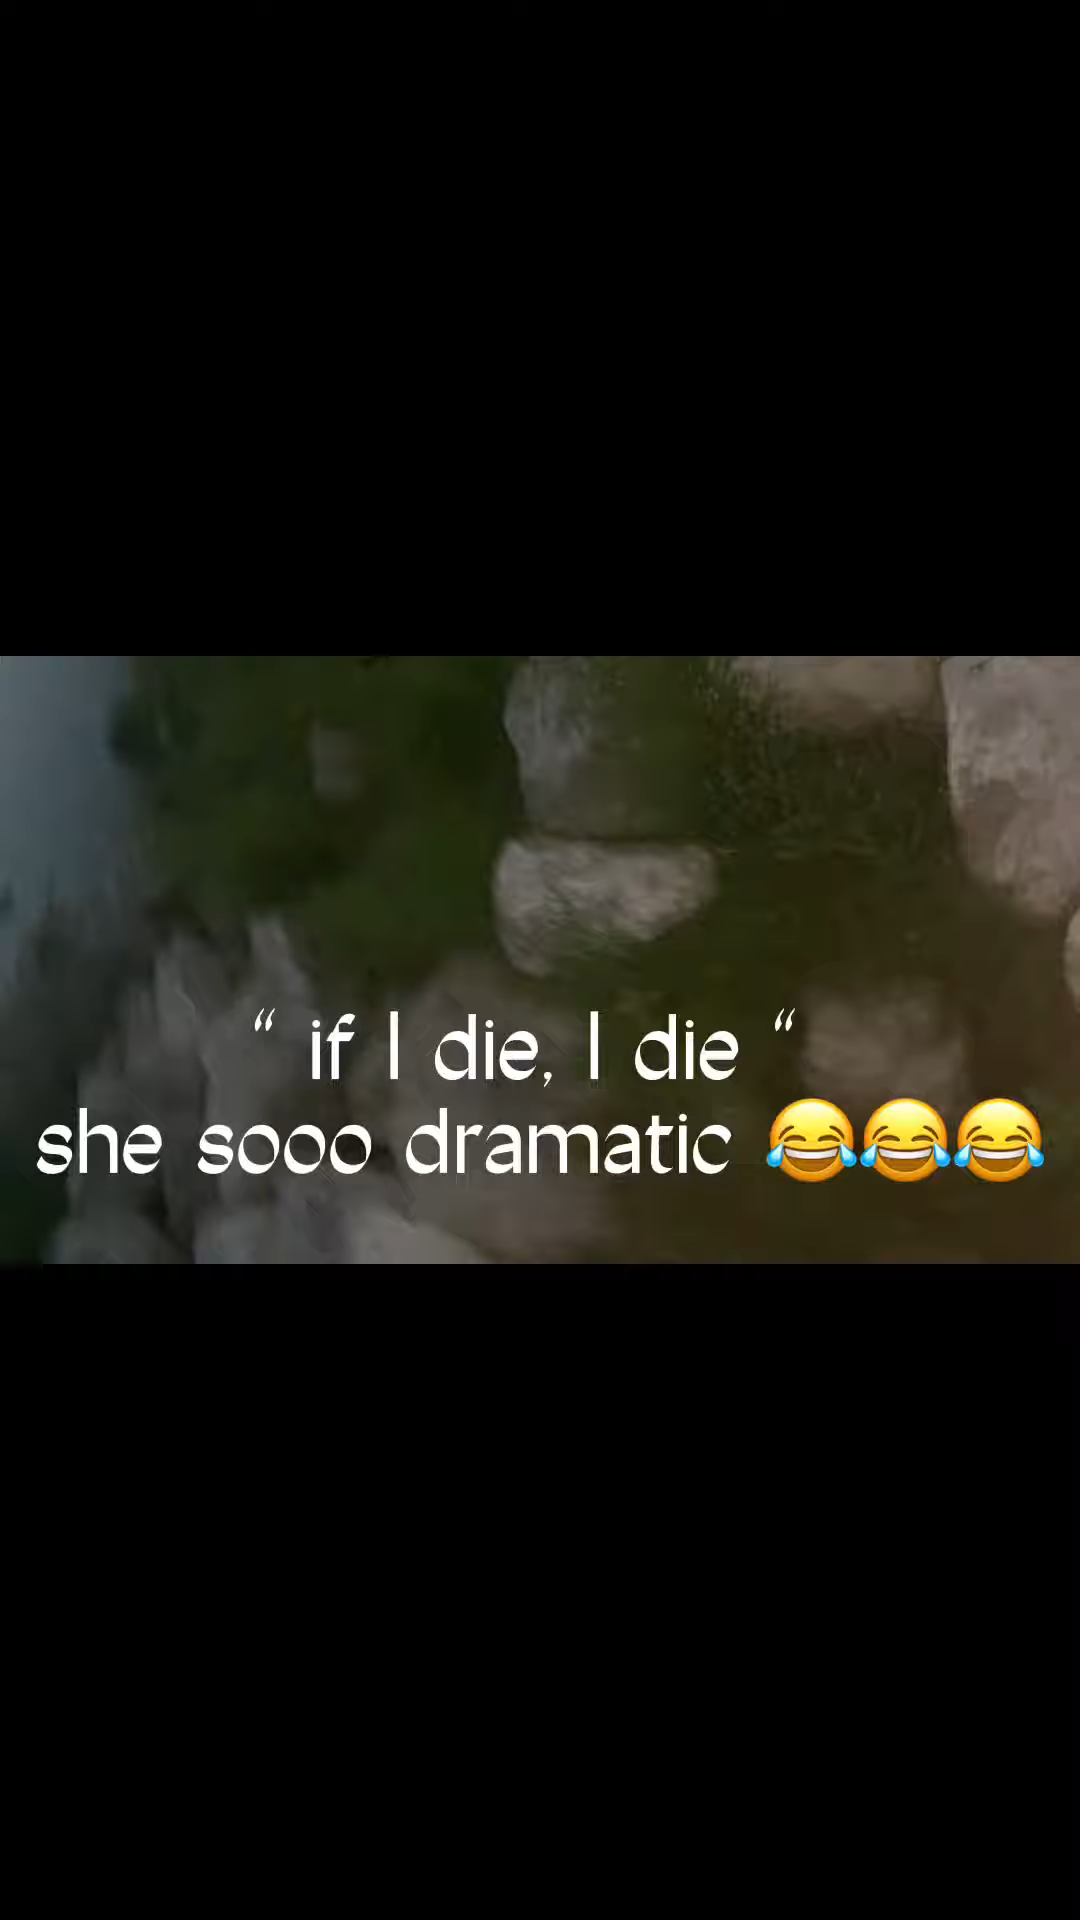 “ if I die, I die “
she sooo dramatic 😂😂😂